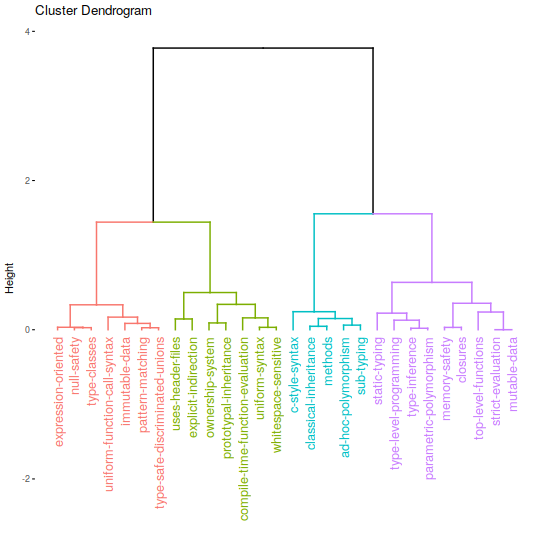 Cluster Dendrogram
4
2
0
-2
Height
expression-oriented
null-safety
type-classes
uniform-function-call-syntax
immutable-data
pattern-matching
type-safe-discriminated-unions
uses-header-files
explicit-indirection
ownership-system
prototypal-inheritance
compile-time-function-evaluation
uniform-syntax
whitespace-sensitive
c-style-syntax
classical-inheritance
methods
ad-hoc-polymorphism
sub-typing
static-typing
type-level-programming
type-inference
parametric-polymorphism
memory-safety
closures
top-level-functions
strict-evaluation
mutable-data